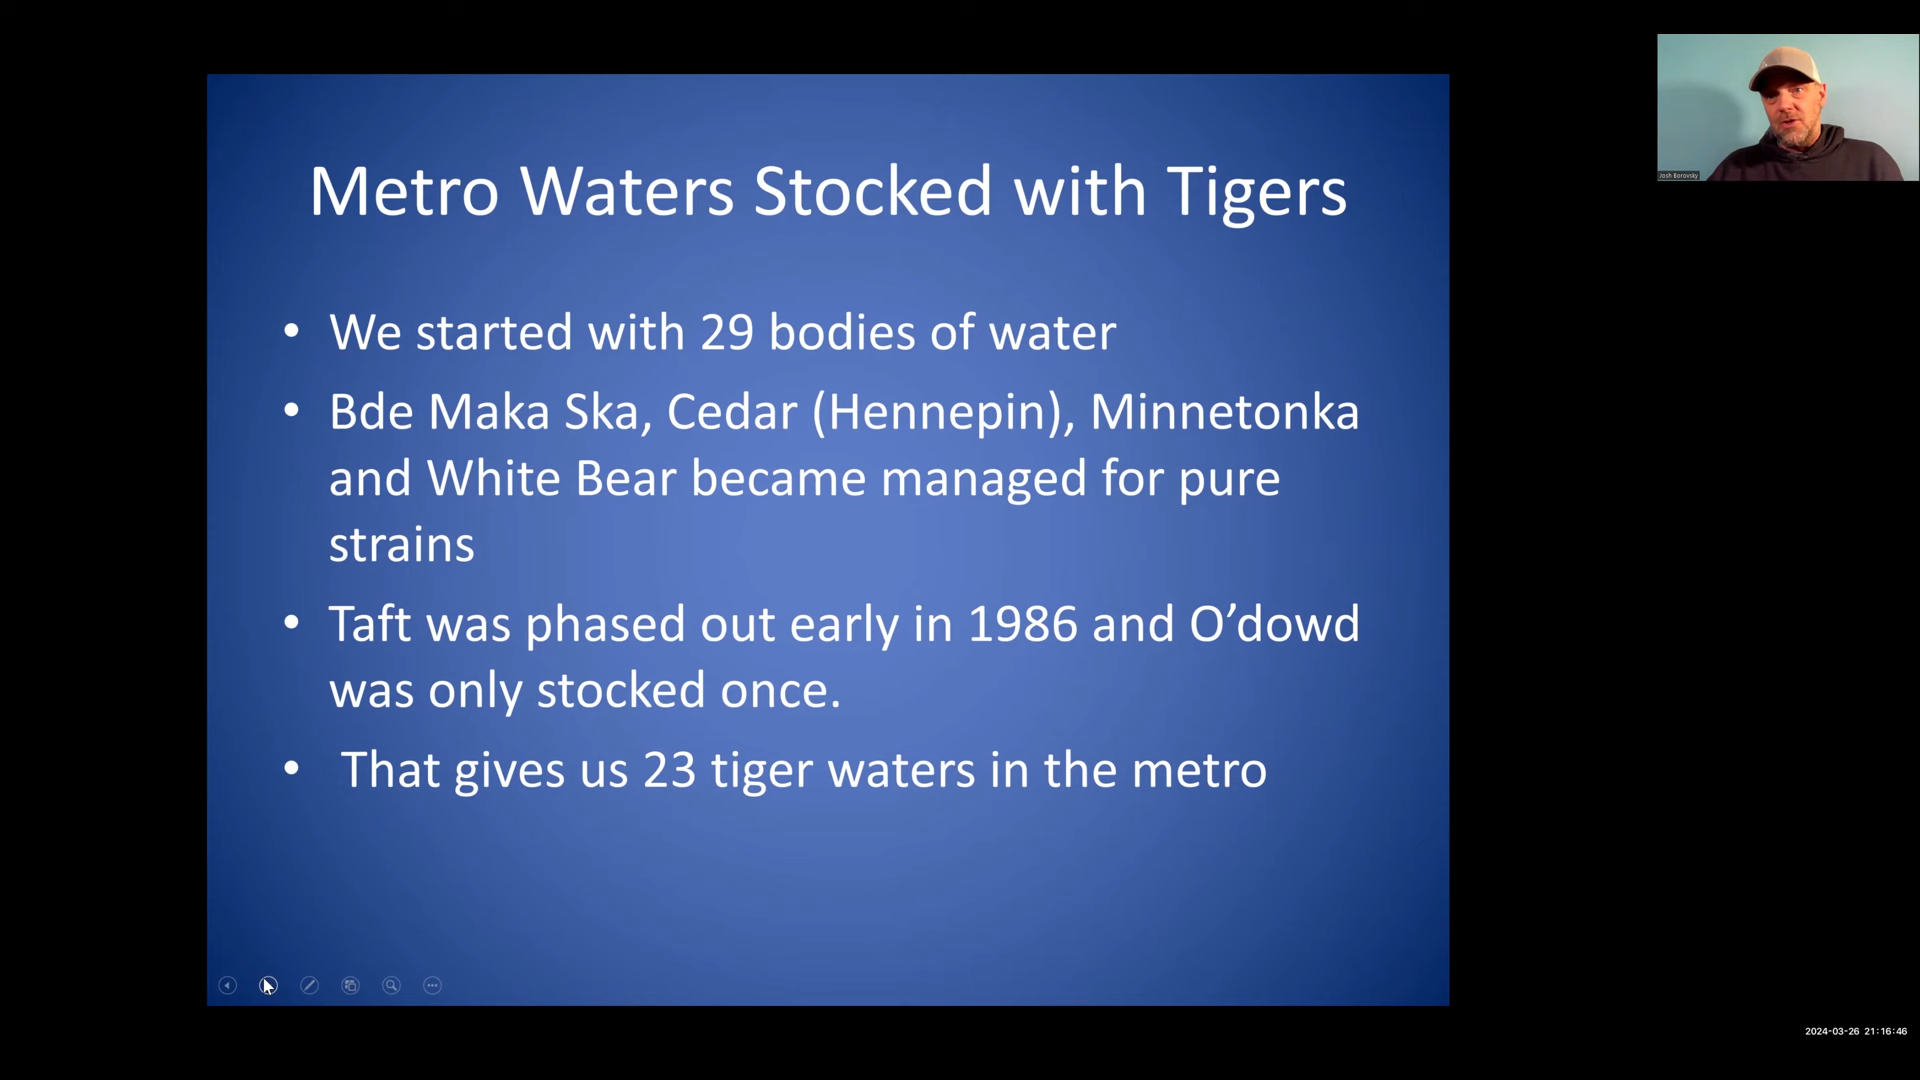 Metro Waters Stocked with Tigers
• We started with 29 bodies of water
• Bde Maka Ska, Cedar (Hennepin), Minnetonka
and White Bear became managed for pure
strains
• Taft was phased out early in 1986 and O’dowd
was only stocked once.
• That gives us 23 tiger waters in the metro
Josh Borovsky
2024-03-26 21:16:46